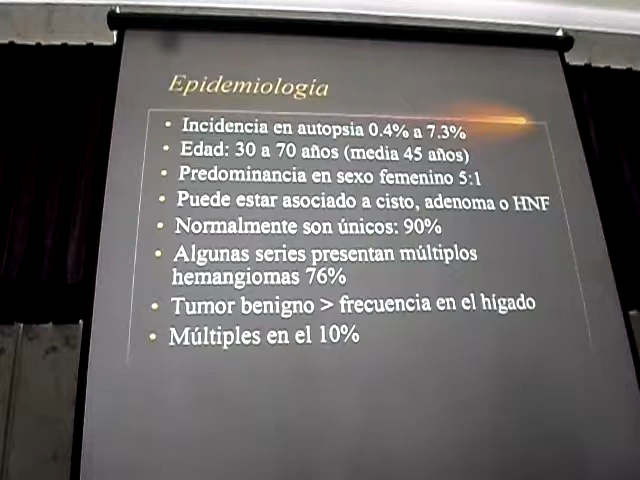 Epidemiología
• Incidencia en autopsia 0.4% a 7.3%
• Edad: 30 a 70 años (media 45 años)
• Predominancia en sexo femenino 5:1
• Puede estar asociado a cisto, adenoma o HNF
• Normalmente son únicos: 90%
• Algunas series presentan múltiplos
hemangiomas 76%
• Tumor benigno > frecuencia en el hígado
• Múltiples en el 10%